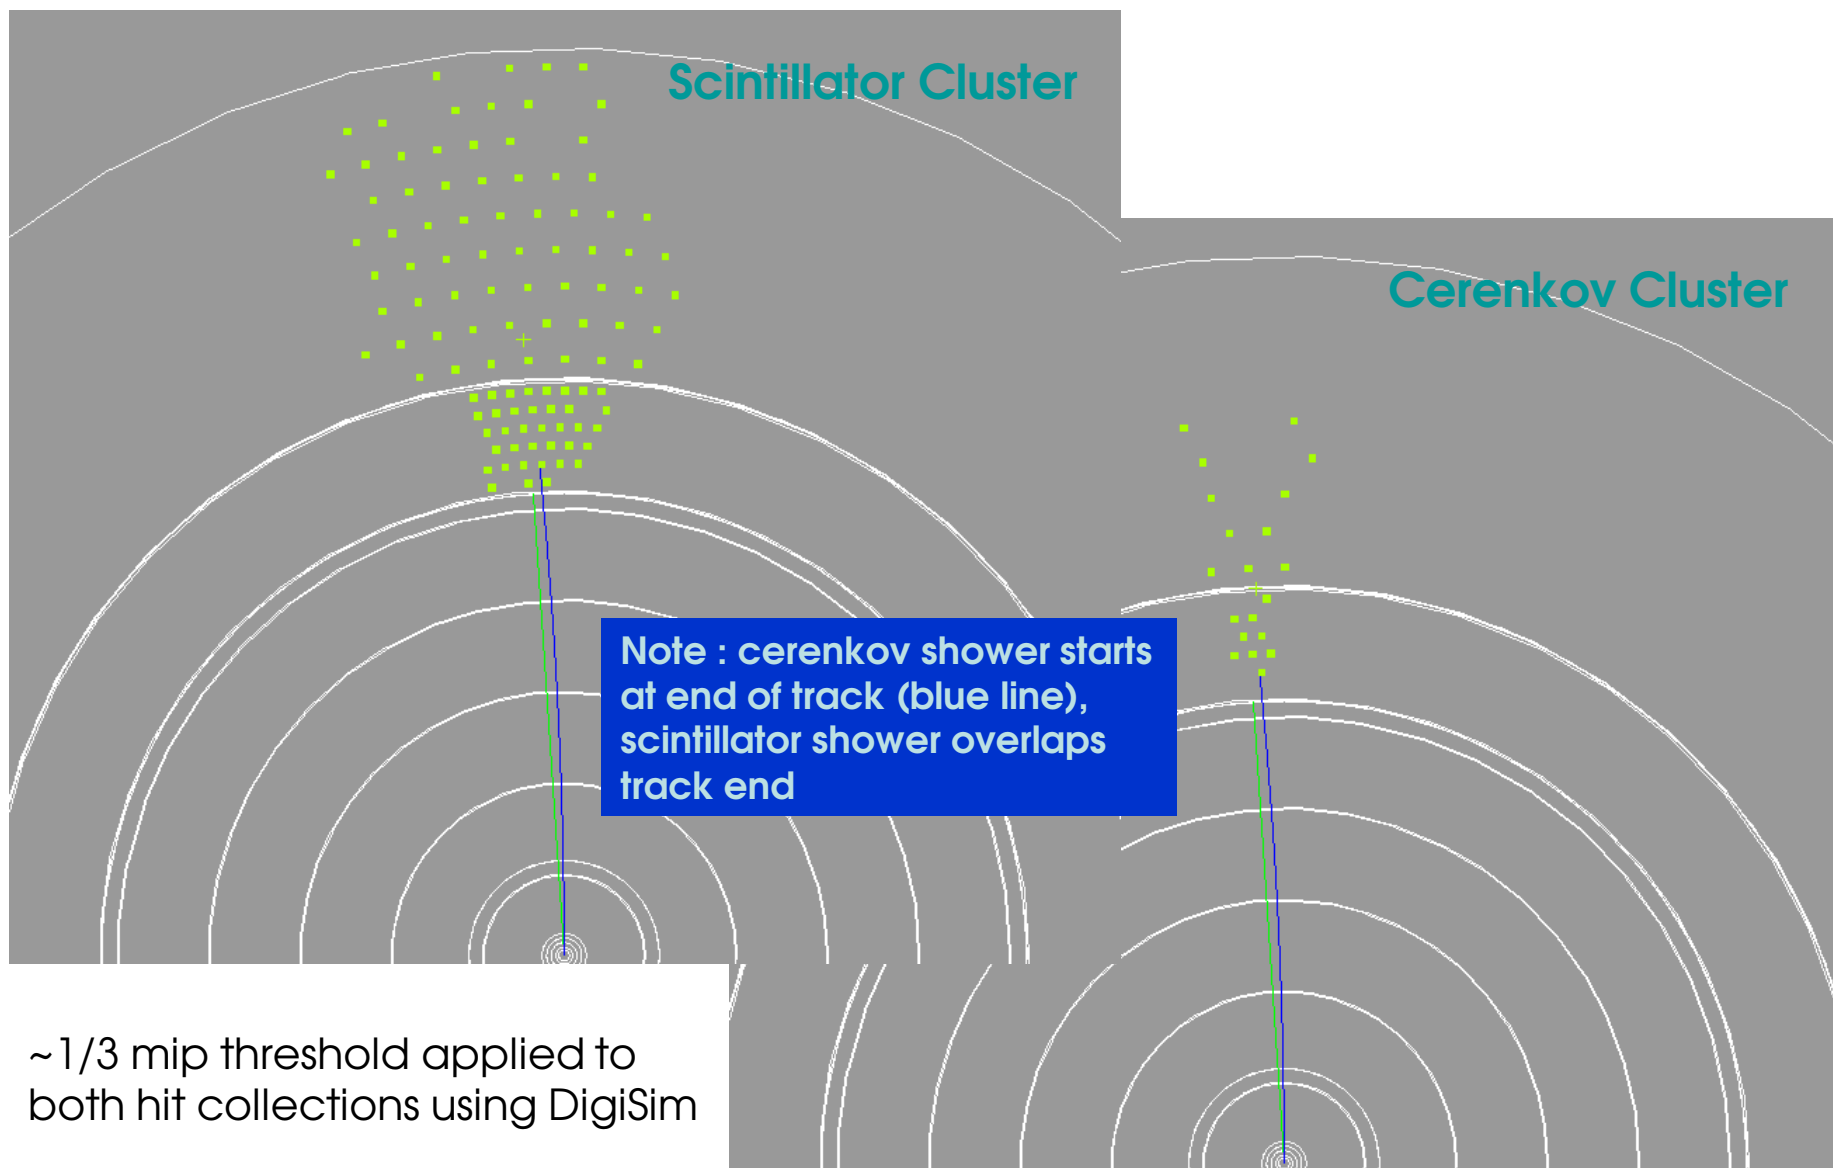 Scintillator Cluster
Cerenkov Cluster
Note : cerenkov shower starts
at end of track (blue line),
scintillator shower overlaps
track end
~1/3 mip threshold applied to
both hit collections using DigiSim